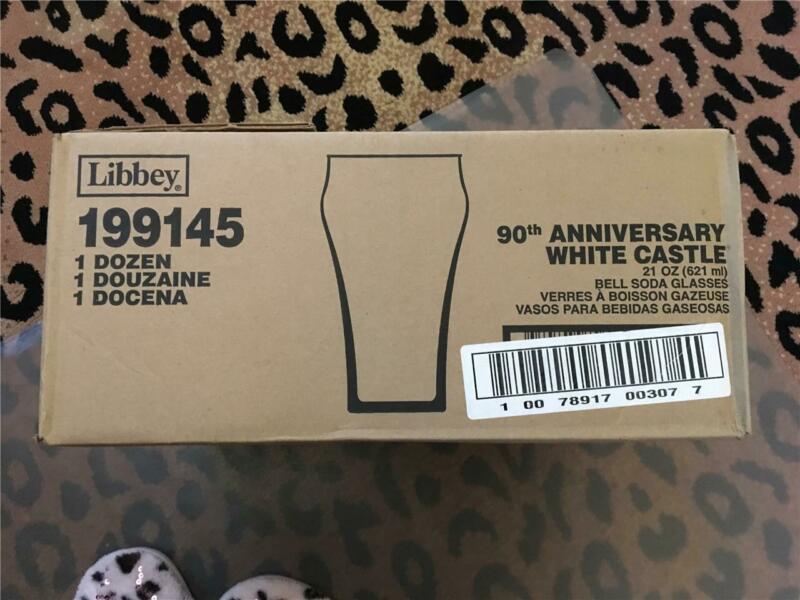 Libbey®
199145
1 DOZEN
1 DOUZAINE
1 DOCENA
90th ANNIVERSARY
WHITE CASTLE
21 OZ (621 ml)
BELL SODA GLASSES
VERRES À BOISSON GAZEUSE
VASOS PARA BEBIDAS GASEOSAS
1 00 78917 00307 7